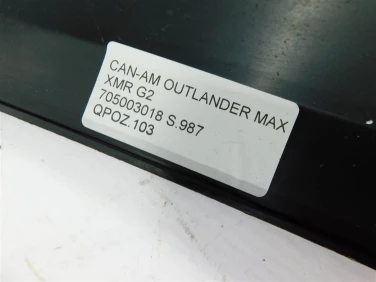 CAN-AM OUTLANDER MAX
XMR G2
705003018 S.987
QPOZ.103